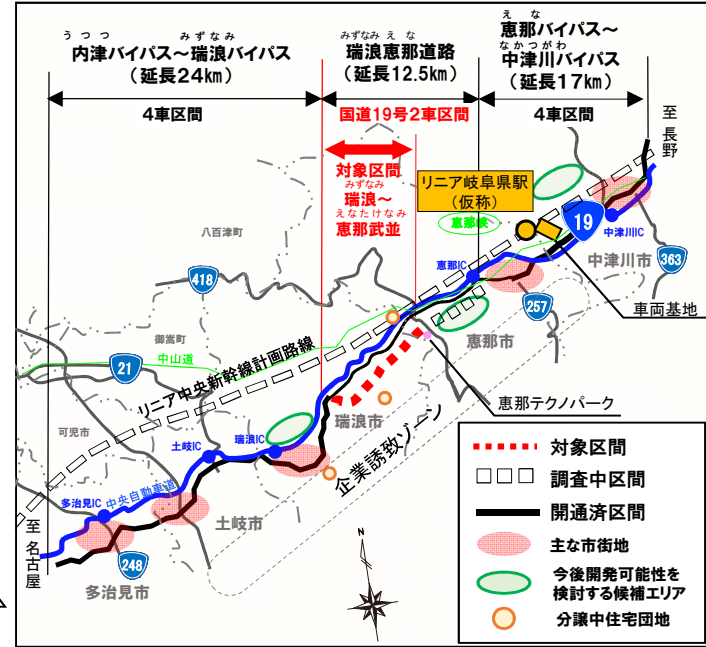 うつつ みずなみ
内津バイパス～瑞浪バイパス
（延長24km）
みずなみ えな
瑞浪恵那道路
（延長12.5km）
えな
恵那バイパス～
なかつがわ
中津川バイパス
（延長17km）
4車区間
国道19号2車区間
4車区間
至 長野
対象区間
みずなみ
瑞浪～
えなたけなみ
恵那武並
リニア岐阜県駅
（仮称）
恵那峡
19
中津川IC
八百津町
恵那IC
中津川市
363
418
257
車両基地
御嵩町
中山道
恵那市
21
リニア中央新幹線計画路線
恵那テクノパーク
可児市
瑞浪市
企業誘致ゾーン
土岐IC
瑞浪IC
多治見IC
中央自動車道
土岐市
至 名古屋
248
多治見市
N
対象区間
調査中区間
開通済区間
主な市街地
今後開発可能性を
検討する候補エリア
分譲中住宅団地